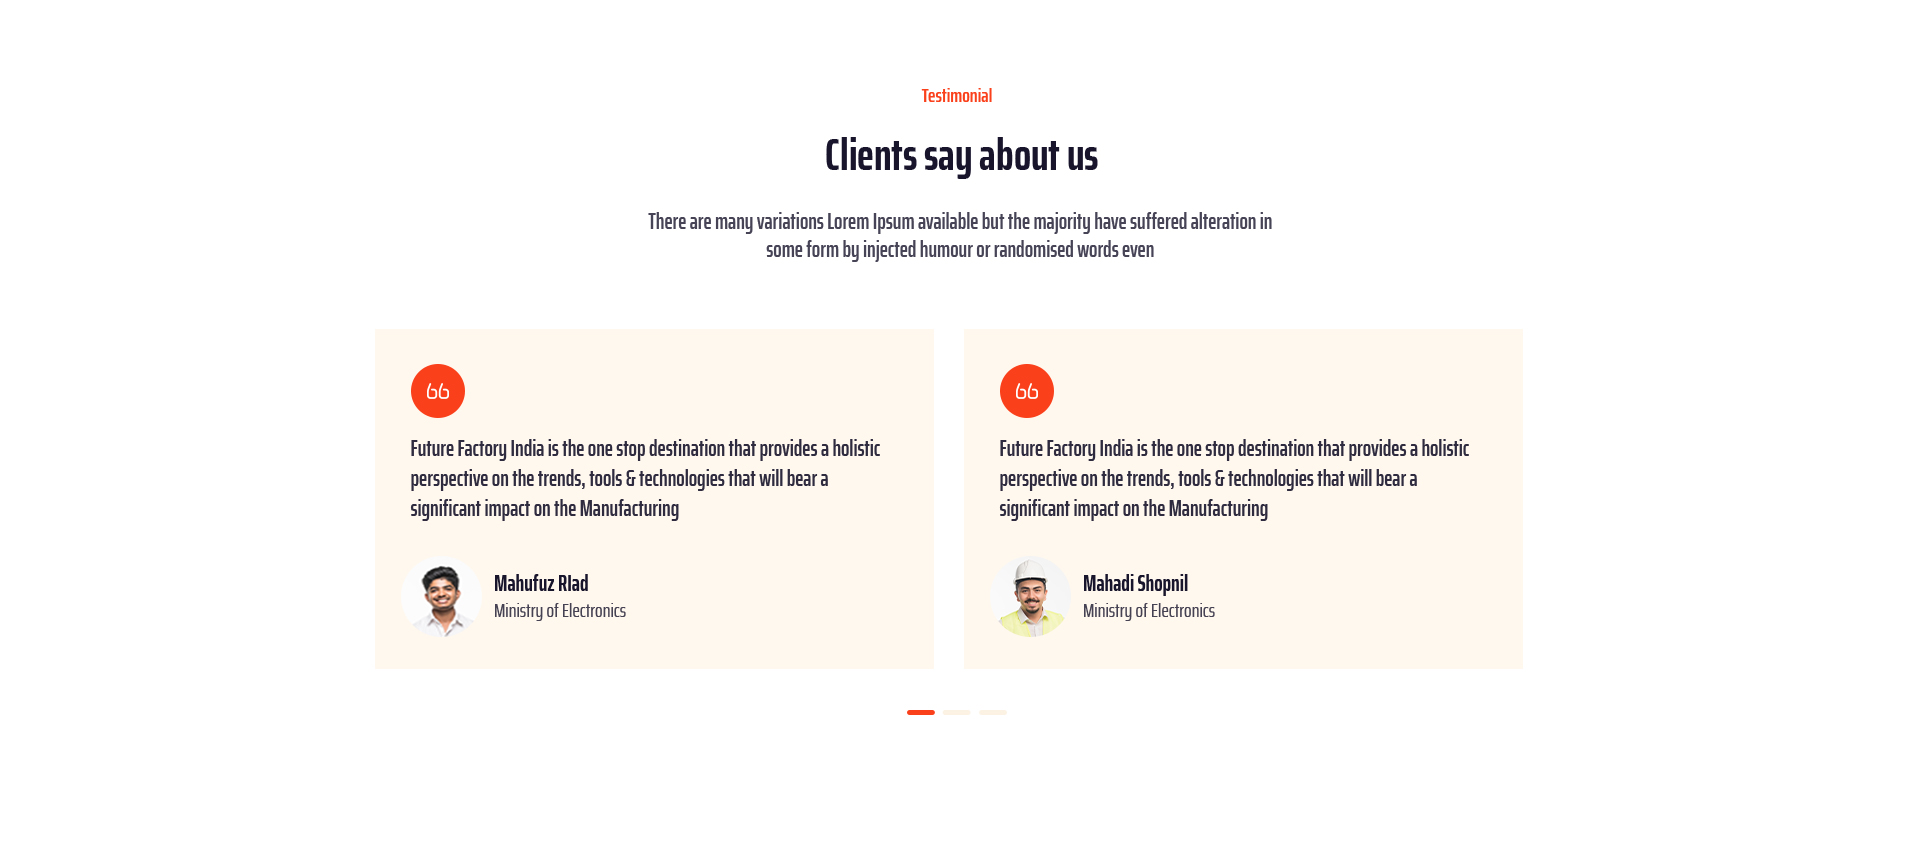 Testimonial
Clients say about us
There are many variations Lorem Ipsum available but the majority have suffered alteration in
some form by injected humour or randomised words even
Future Factory India is the one stop destination that provides a holistic
perspective on the trends, tools & technologies that will bear a
significant impact on the Manufacturing
Mahufuz RIad
Ministry of Electronics
Future Factory India is the one stop destination that provides a holistic
perspective on the trends, tools & technologies that will bear a
significant impact on the Manufacturing
Mahadi Shopnil
Ministry of Electronics